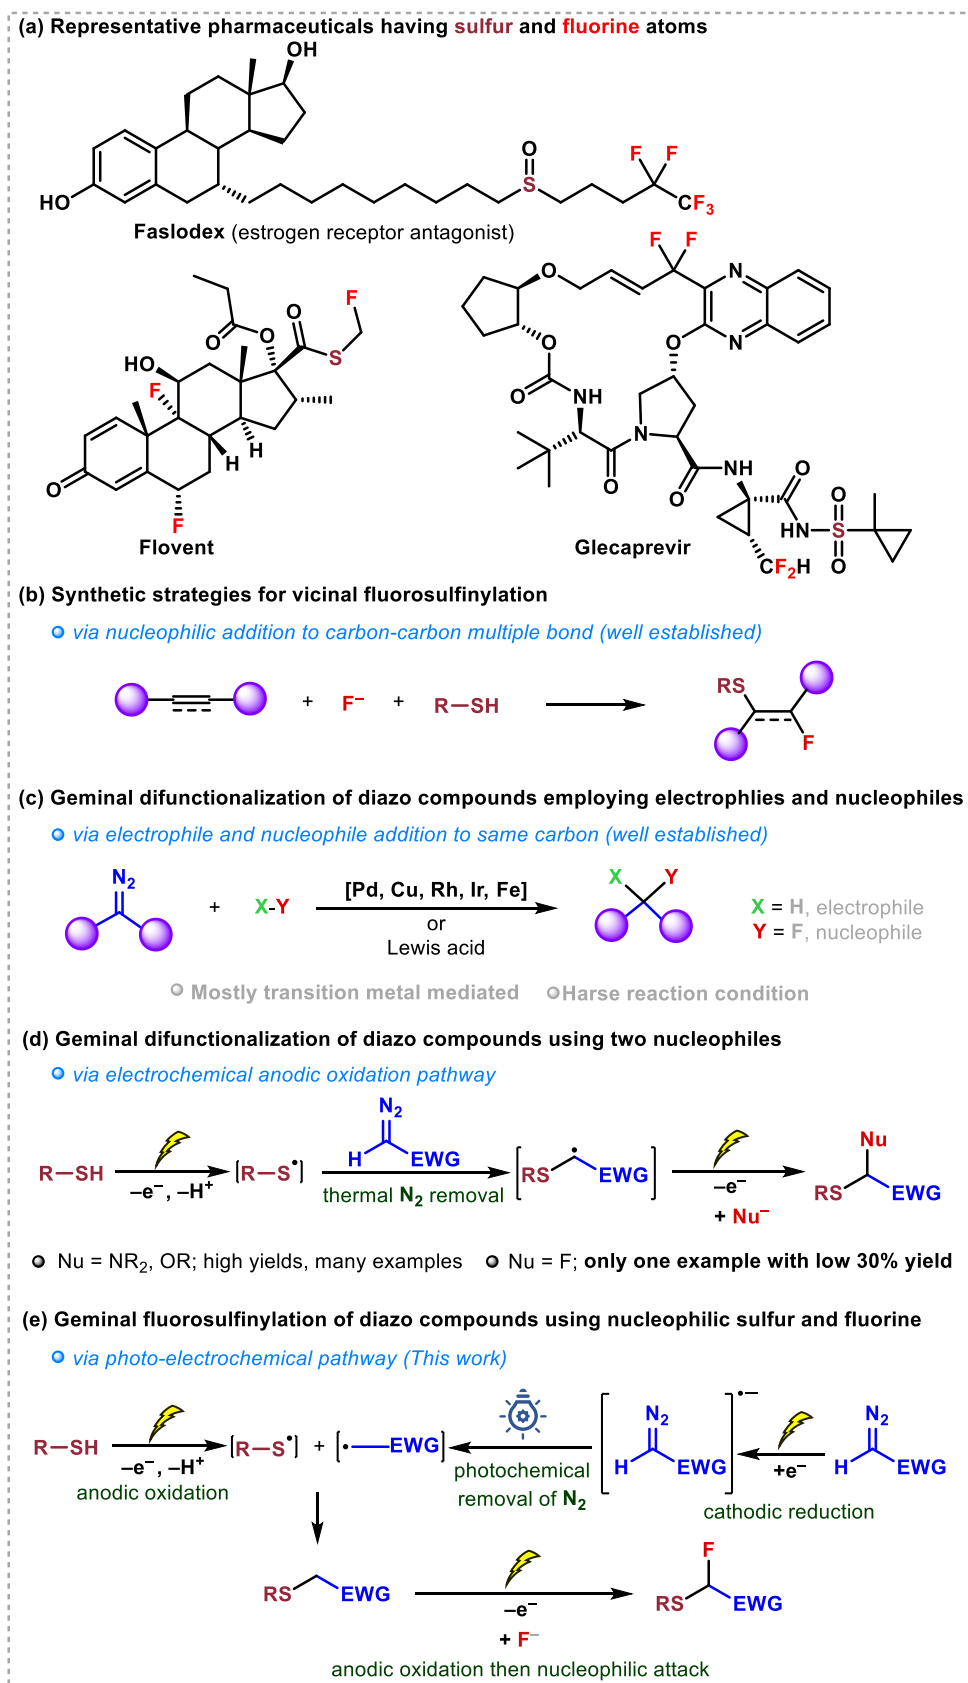 (a) Representative pharmaceuticals having sulfur and fluorine atoms
OH
HO
O
S
F F
CF3
Faslodex (estrogen receptor antagonist)
F
O
O
O
S
HO
F
H
H
O
F
Flovent
F F
O
N
N
O
O
O
NH
N
O
O
NH
O
HN
O
S
O
CF2H
Glecaprevir
(b) Synthetic strategies for vicinal fluorosulfinylation
via nucleophilic addition to carbon-carbon multiple bond (well established)
+ F– + R–SH
RS
F
(c) Geminal difunctionalization of diazo compounds employing electrophlies and nucleophiles
via electrophile and nucleophile addition to same carbon (well established)
N2
+ X-Y
[Pd, Cu, Rh, Ir, Fe]
or
Lewis acid
X Y
X = H, electrophile
Y = F, nucleophile
Mostly transition metal mediated Harse reaction condition
(d) Geminal difunctionalization of diazo compounds using two nucleophiles
via electrochemical anodic oxidation pathway
R–SH
–e–, –H+
[R–S•]
N2
H EWG
thermal N2 removal
[RS • EWG]
–e–
+ Nu–
Nu
RS EWG
Nu = NR2, OR; high yields, many examples Nu = F; only one example with low 30% yield
(e) Geminal fluorosulfinylation of diazo compounds using nucleophilic sulfur and fluorine
via photo-electrochemical pathway (This work)
R–SH
–e–, –H+
anodic oxidation
[R–S•] + [•—EWG]
photochemical
removal of N2
N2
H EWG
•–
+e–
cathodic reduction
N2
H EWG
RS EWG
–e–
+ F–
F
RS EWG
anodic oxidation then nucleophilic attack